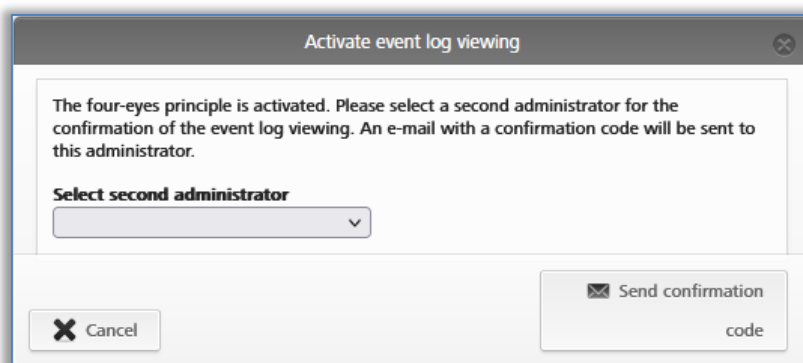 Activate event log viewing
The four-eyes principle is activated. Please select a second administrator for the
confirmation of the event log viewing. An e-mail with a confirmation code will be sent to
this administrator.
Select second administrator
Send confirmation
Cancel
code